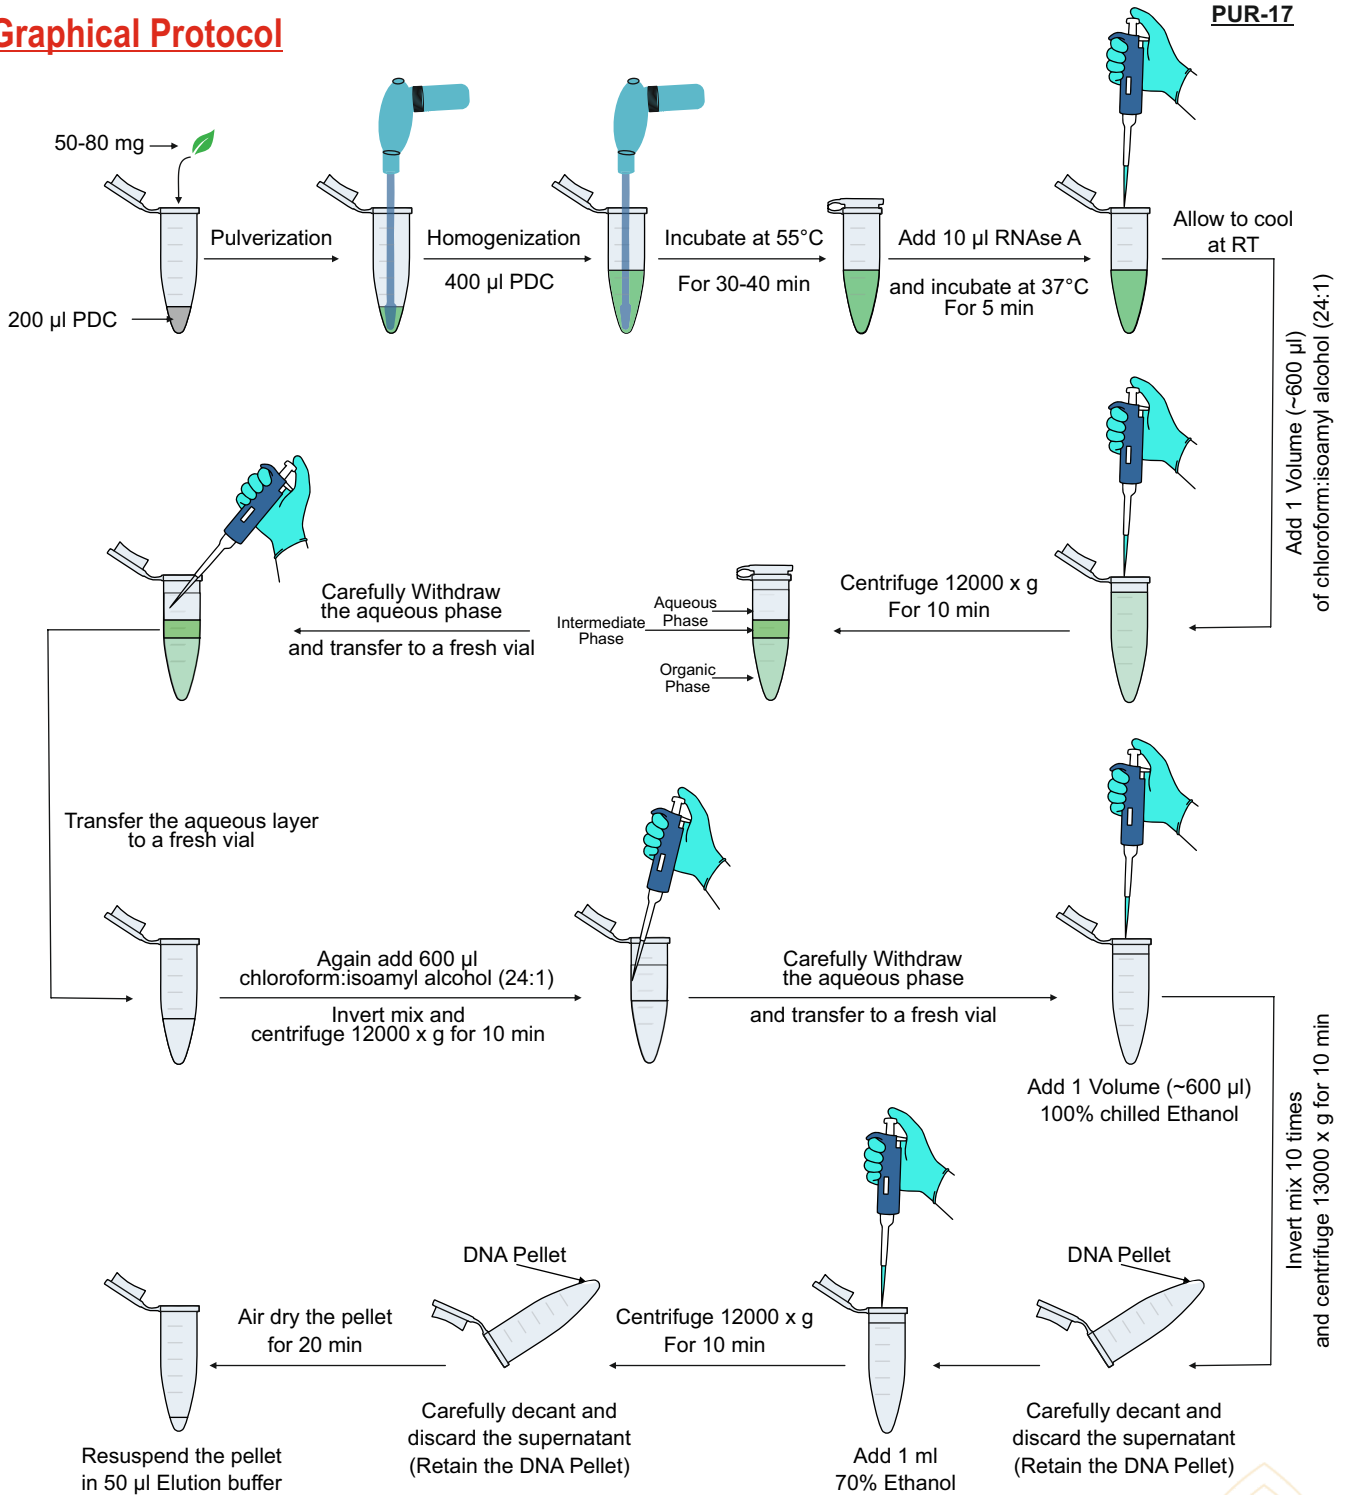 Graphical Protocol
PUR-17
50-80 mg
200 µl PDC
Pulverization
Homogenization
400 µl PDC
Incubate at 55°C
For 30-40 min
Add 10 µl RNAse A
and incubate at 37°C
For 5 min
Allow to cool
at RT
Add 1 Volume (~600 µl)
of chloroform:isoamyl alcohol (24:1)
Centrifuge 12000 x g
For 10 min
Aqueous
Phase
Intermediate
Phase
Organic
Phase
Carefully Withdraw
the aqueous phase
and transfer to a fresh vial
Transfer the aqueous layer
to a fresh vial
Again add 600 µl
chloroform:isoamyl alcohol (24:1)
Invert mix and
centrifuge 12000 x g for 10 min
Carefully Withdraw
the aqueous phase
and transfer to a fresh vial
Add 1 Volume (~600 µl)
100% chilled Ethanol
Invert mix 10 times
and centrifuge 13000 x g for 10 min
DNA Pellet
Carefully decant and
discard the supernatant
(Retain the DNA Pellet)
Add 1 ml
70% Ethanol
Centrifuge 12000 x g
For 10 min
DNA Pellet
Carefully decant and
discard the supernatant
(Retain the DNA Pellet)
Air dry the pellet
for 20 min
Resuspend the pellet
in 50 µl Elution buffer